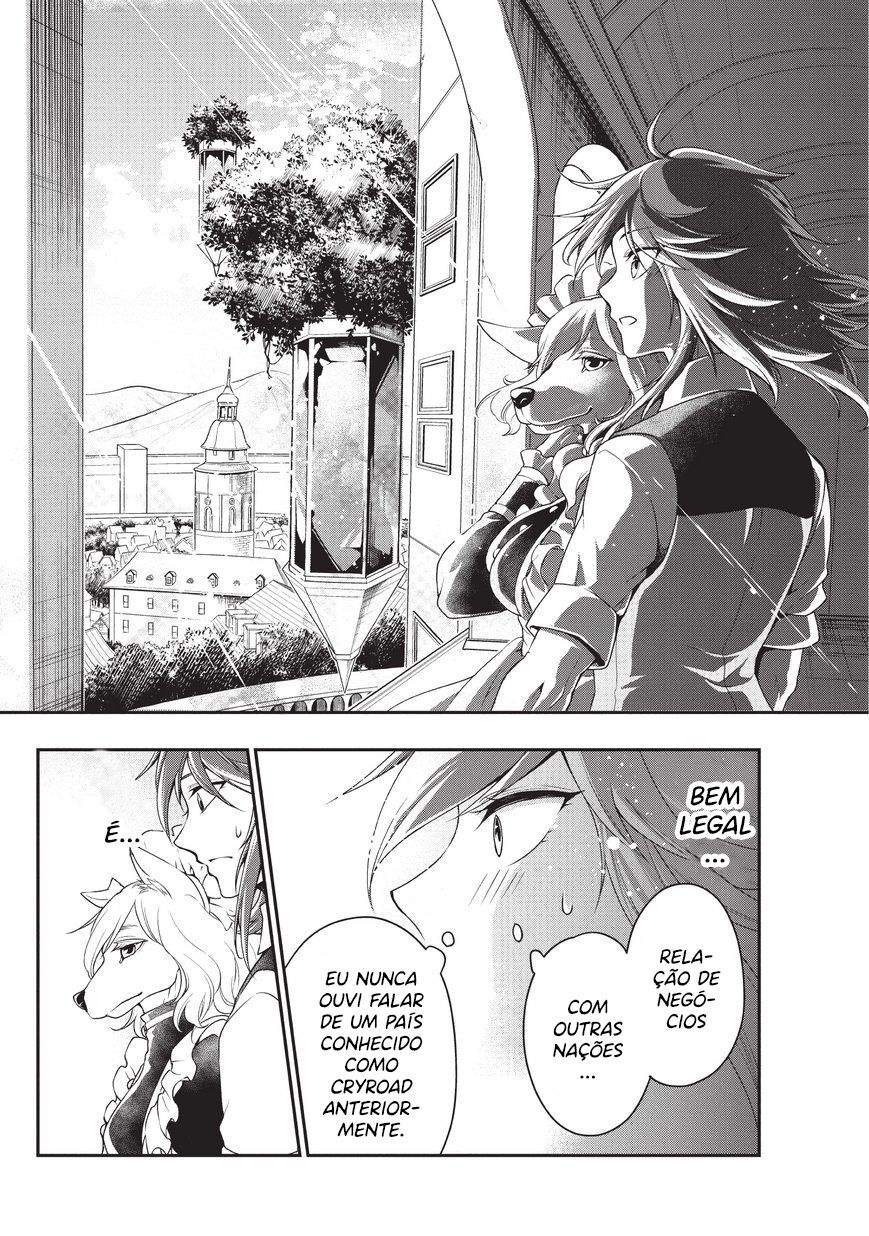 BEM
LEGAL
...
RELA-
ÇÃO DE
NEGÓ-
CIOS
COM
OUTRAS
NAÇÕES
...
EU NUNCA
OUVI FALAR
DE UM PAÍS
CONHECIDO
COMO
CRYROAD
ANTERIOR-
MENTE.
É...